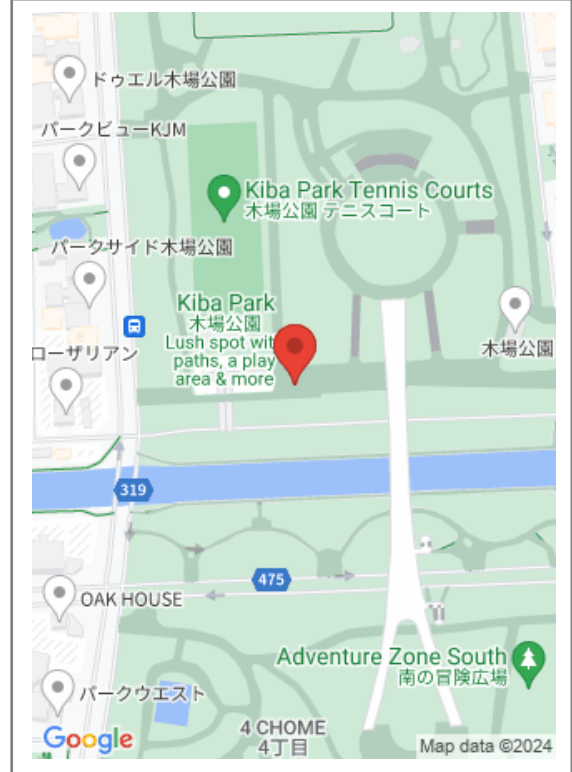 ドゥエル木場公園
パークビューKJM
Kiba Park Tennis Courts
木場公園 テニスコート
パークサイド木場公園
Kiba Park
木場公園
Lush spot with
paths, a play
area & more
ローザリアン
木場公園
319
475
OAK HOUSE
Adventure Zone South
南の冒険広場
パークウエスト
4 CHOME
4丁目
Google
Map data ©2024